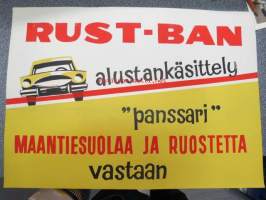 RUST-BAN
alustankäsittely
"panssari"
MAANTIESUOLAA JA RUOSTETTA
vastaan